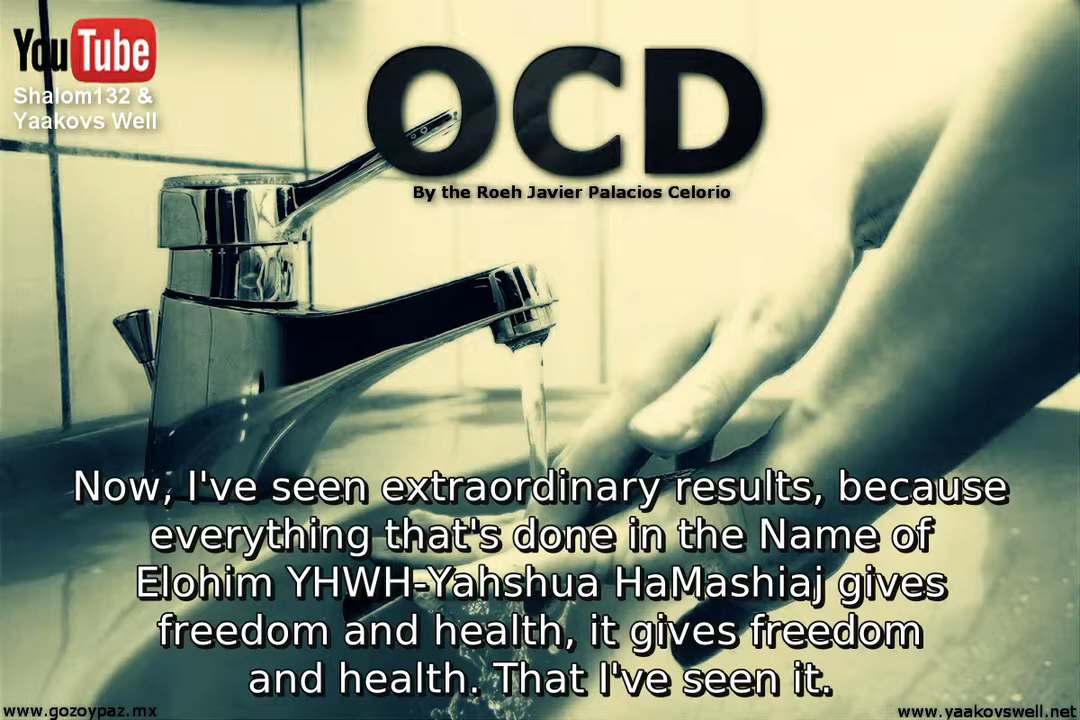 YouTube
Shalom132 &
Yaakovs Well
OCD
By the Roeh Javier Palacios Celorio
Now, I've seen extraordinary results, because
everything that's done in the Name of
Elohim YHWH-Yahshua HaMashiaj gives
freedom and health, it gives freedom
and health. That I've seen it.
www.gozoypaz.mx
www.yaakovswell.net